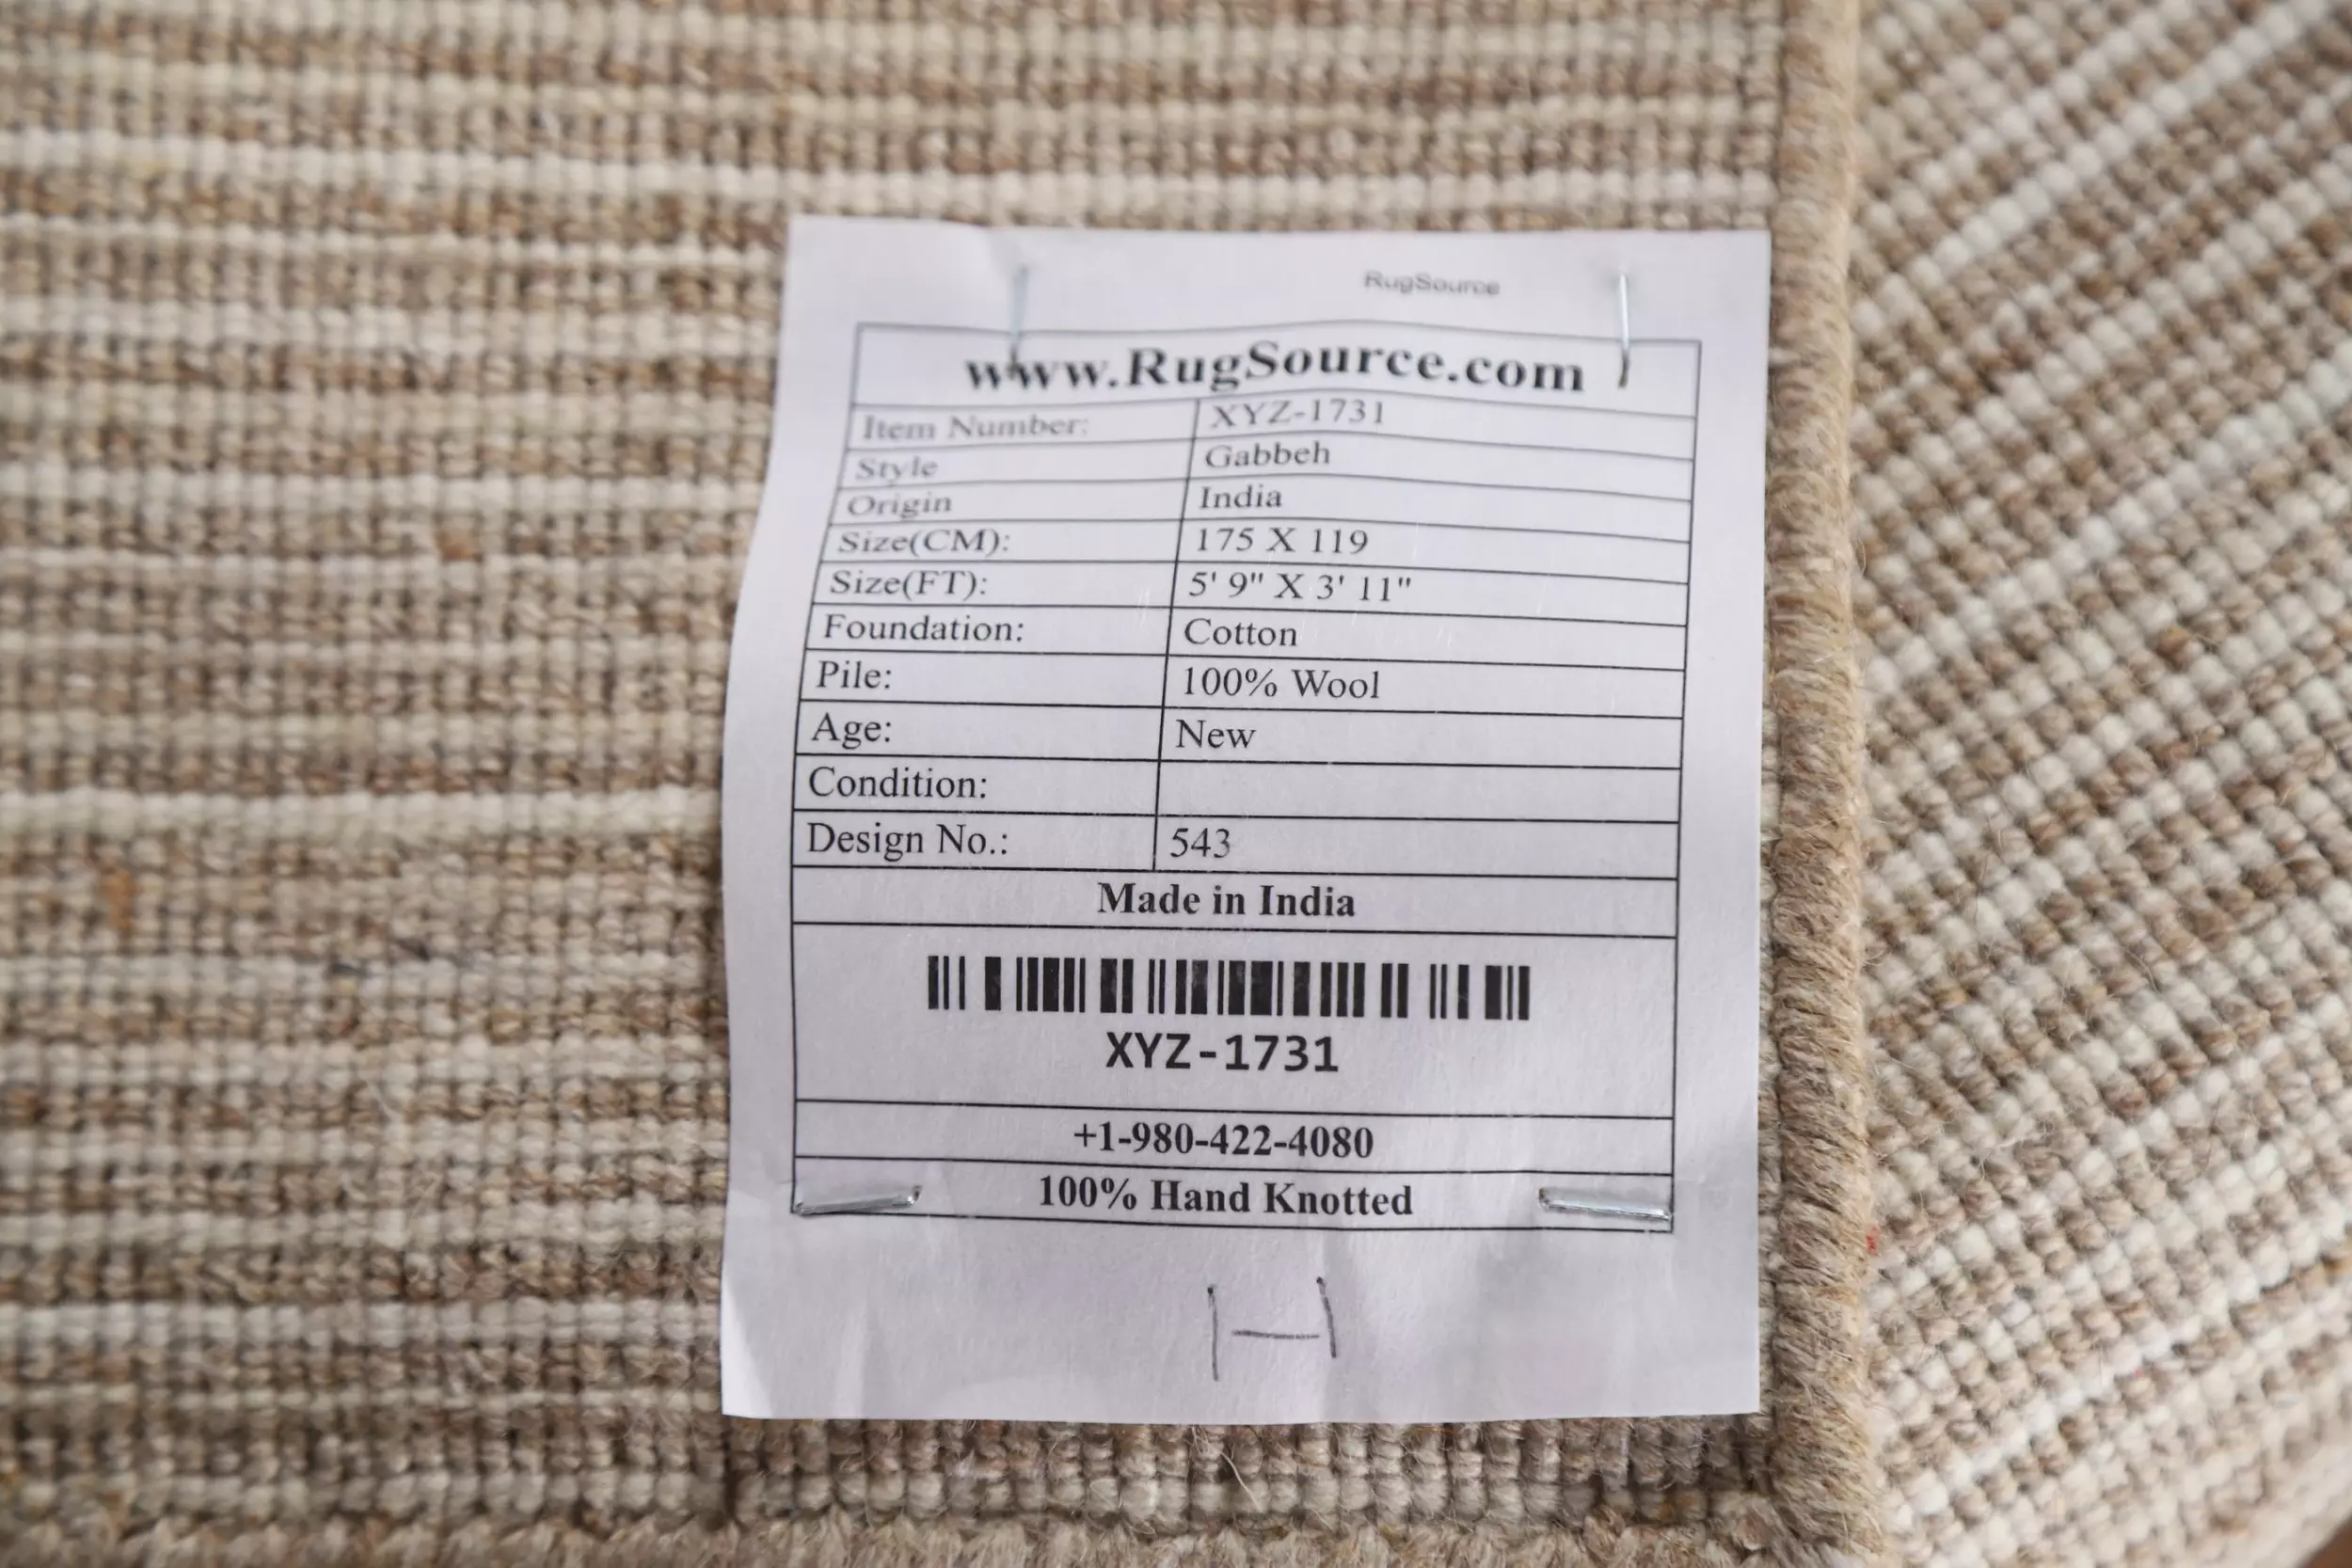 RugSource
www.RugSource.com
Item Number: XYZ-1731
Style Gabbeh
Origin India
Size(CM): 175 X 119
Size(FT): 5' 9" X 3' 11"
Foundation: Cotton
Pile: 100% Wool
Age: New
Condition:
Design No.: 543
Made in India
XYZ-1731
+1-980-422-4080
100% Hand Knotted
H